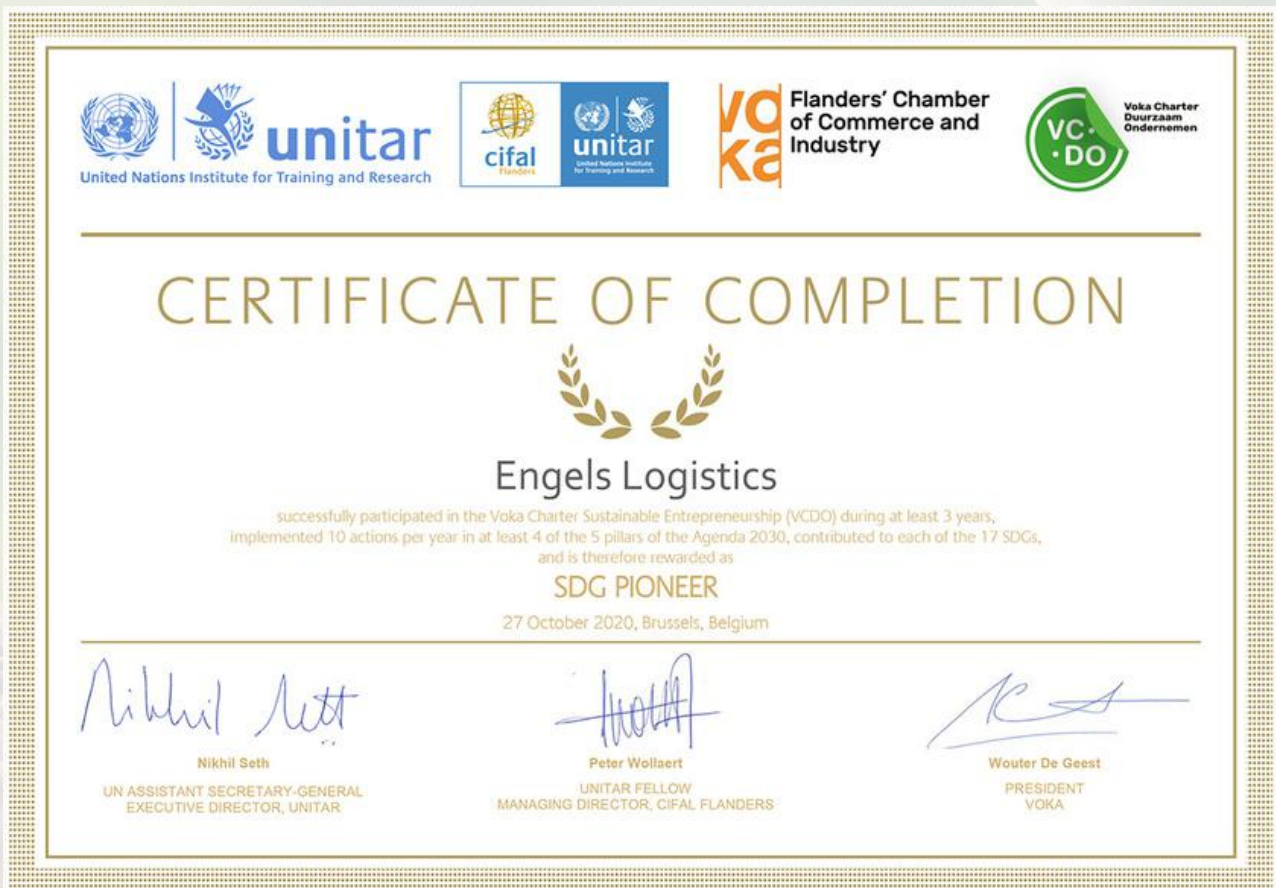 unitar
United Nations Institute for Training and Research
cifal
Flanders
unitar
United Nations Institute
for Training and Research
VO
Ka
Flanders' Chamber
of Commerce and
Industry
VC·
·DO
Voka Charter
Duurzaam
Ondernemen
CERTIFICATE OF COMPLETION
Engels Logistics
successfully participated in the Voka Charter Sustainable Entrepreneurship (VCDO) during at least 3 years,
implemented 10 actions per year in at least 4 of the 5 pillars of the Agenda 2030, contributed to each of the 17 SDGs,
and is therefore rewarded as
SDG PIONEER
27 October 2020, Brussels, Belgium
Nikhil Seth
Nikhil Seth
UN ASSISTANT SECRETARY-GENERAL
EXECUTIVE DIRECTOR, UNITAR
Peter Wollaert
UNITAR FELLOW
MANAGING DIRECTOR, CIFAL FLANDERS
Wouter De Geest
PRESIDENT
VOKA